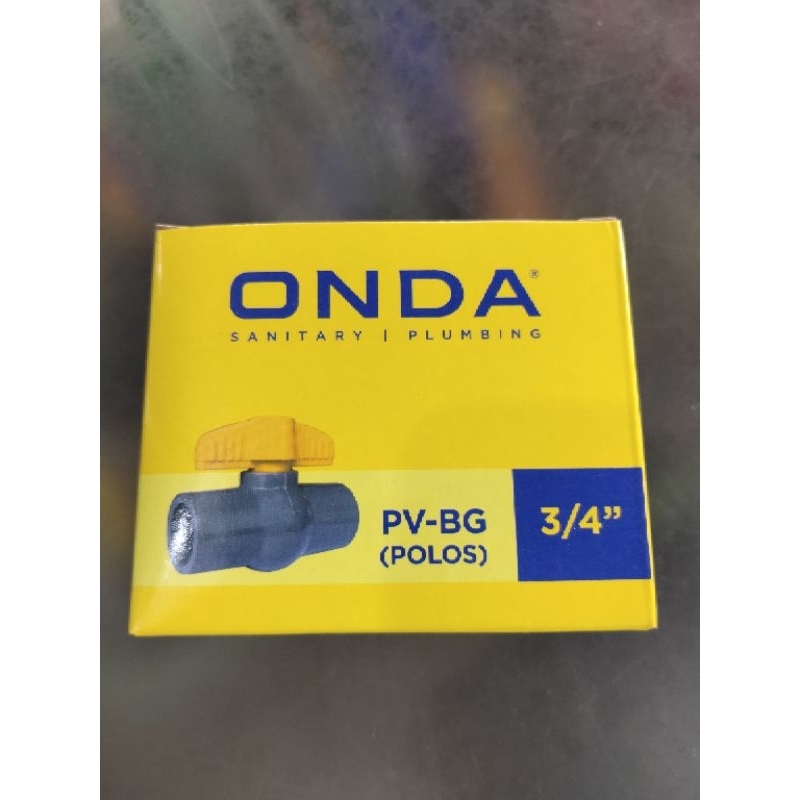 ONDA®
SANITARY | PLUMBING
PV-BG
(POLOS)
3/4”